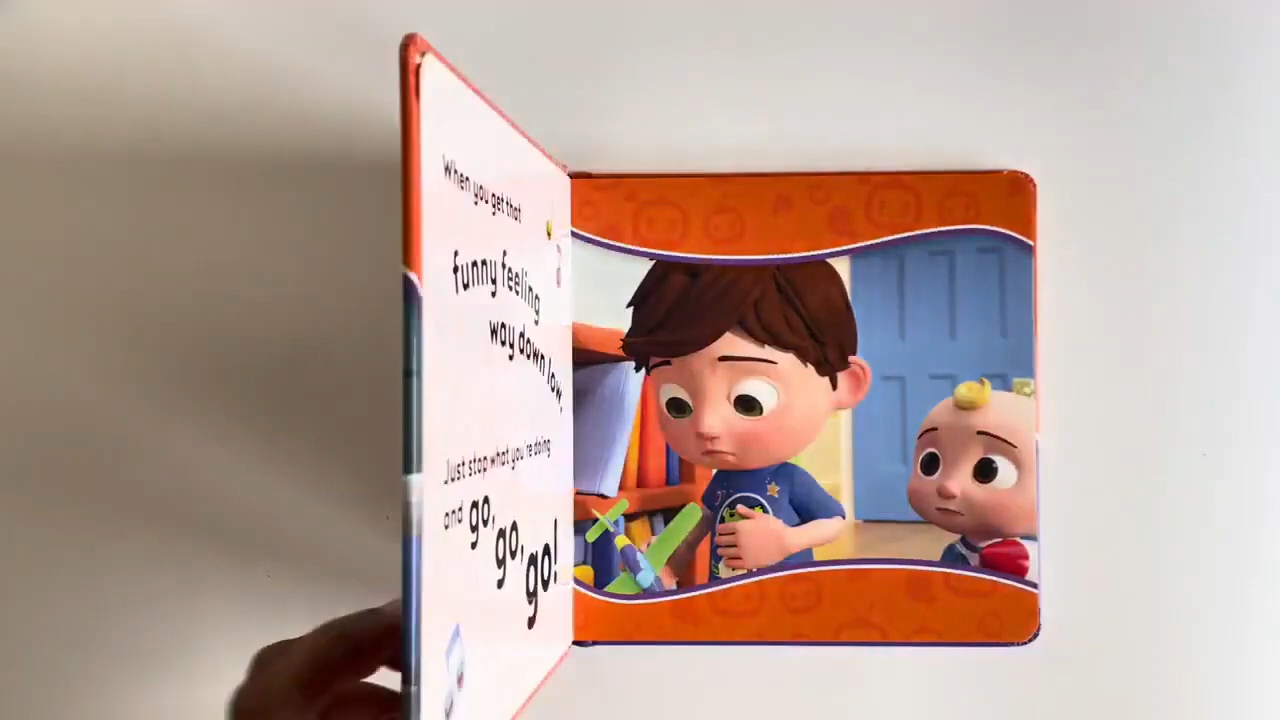 When you get that
funny feeling
way down low,
Just stop what you're doing
and go,
go,
go!